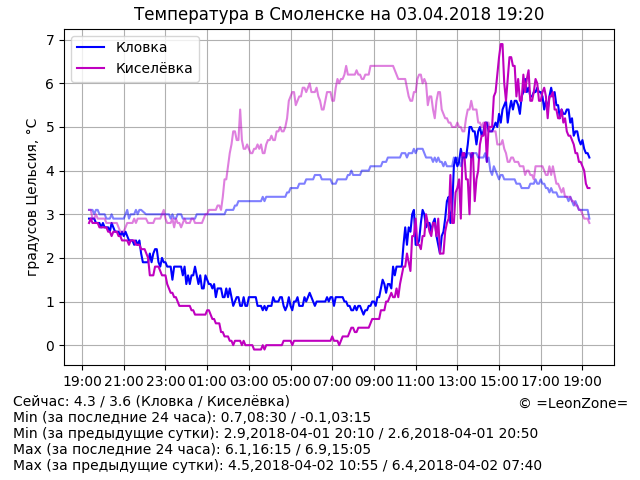 Температура в Смоленске на 03.04.2018 19:20
градусов Цельсия, °C
7
6
5
4
3
2
1
0
Кловка
Киселёвка
19:00 21:00 23:00 01:00 03:00 05:00 07:00 09:00 11:00 13:00 15:00 17:00 19:00
Сейчас: 4.3 / 3.6 (Кловка / Киселёвка)
© =LeonZone=
Min (за последние 24 часа): 0.7,08:30 / -0.1,03:15
Min (за предыдущие сутки): 2.9,2018-04-01 20:10 / 2.6,2018-04-01 20:50
Max (за последние 24 часа): 6.1,16:15 / 6.9,15:05
Max (за предыдущие сутки): 4.5,2018-04-02 10:55 / 6.4,2018-04-02 07:40